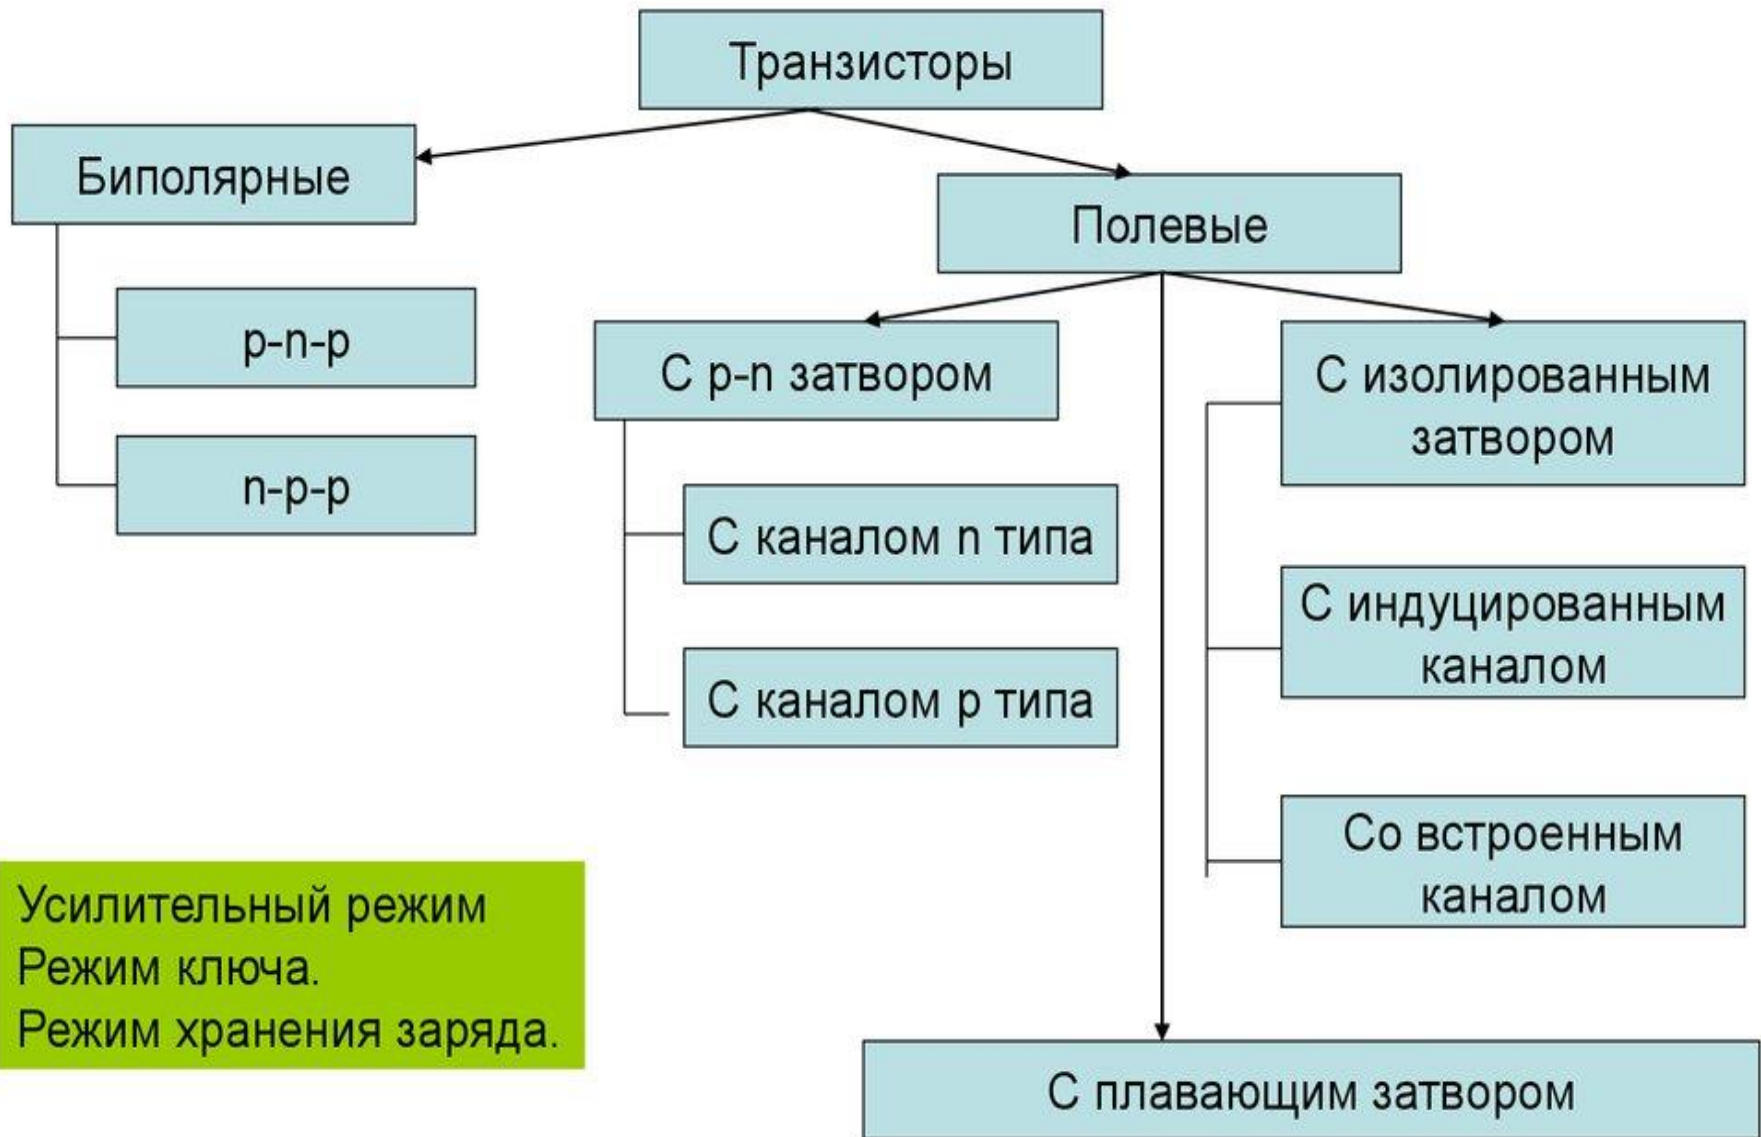 Транзисторы
Биполярные
p-n-p
n-p-p
Полевые
С p-n затвором
С каналом n типа
С каналом p типа
С изолированным
затвором
С индуцированным
каналом
Со встроенным
каналом
С плавающим затвором
Усилительный режим
Режим ключа.
Режим хранения заряда.